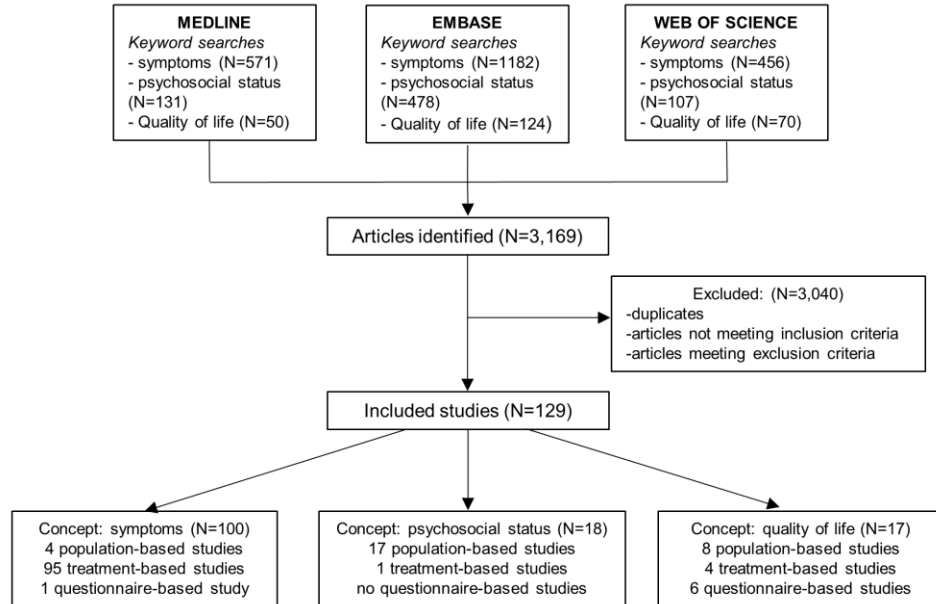 MEDLINE
Keyword searches
- symptoms (N=571)
- psychosocial status
(N=131)
- Quality of life (N=50)
EMBASE
Keyword searches
- symptoms (N=1182)
- psychosocial status
(N=478)
- Quality of life (N=124)
WEB OF SCIENCE
Keyword searches
- symptoms (N=456)
- psychosocial status
(N=107)
- Quality of life (N=70)
Articles identified (N=3,169)
Excluded: (N=3,040)
-duplicates
-articles not meeting inclusion criteria
-articles meeting exclusion criteria
Included studies (N=129)
Concept: symptoms (N=100)
4 population-based studies
95 treatment-based studies
1 questionnaire-based study
Concept: psychosocial status (N=18)
17 population-based studies
1 treatment-based studies
no questionnaire-based studies
Concept: quality of life (N=17)
8 population-based studies
4 treatment-based studies
6 questionnaire-based studies